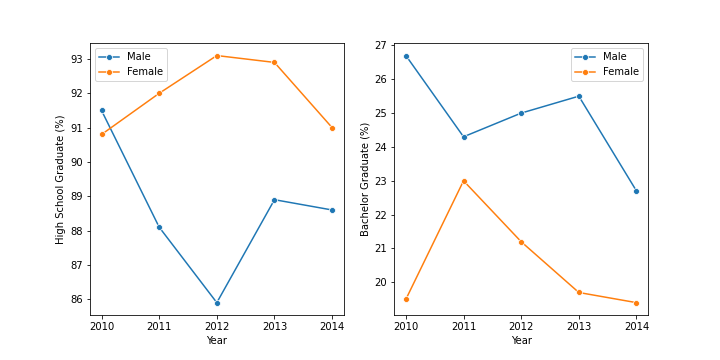 Male
Female
93
92
91
90
89
88
87
86
High School Graduate (%)
2010 2011 2012 2013 2014
Year
Male
Female
27
26
25
24
23
22
21
20
Bachelor Graduate (%)
2010 2011 2012 2013 2014
Year